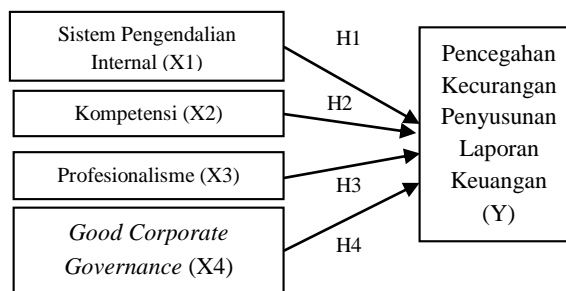 Sistem Pengendalian
Internal (X1)
H1
Kompetensi (X2)
H2
Profesionalisme (X3)
H3
Good Corporate
Governance (X4)
H4
Pencegahan
Kecurangan
Penyusunan
Laporan
Keuangan
(Y)